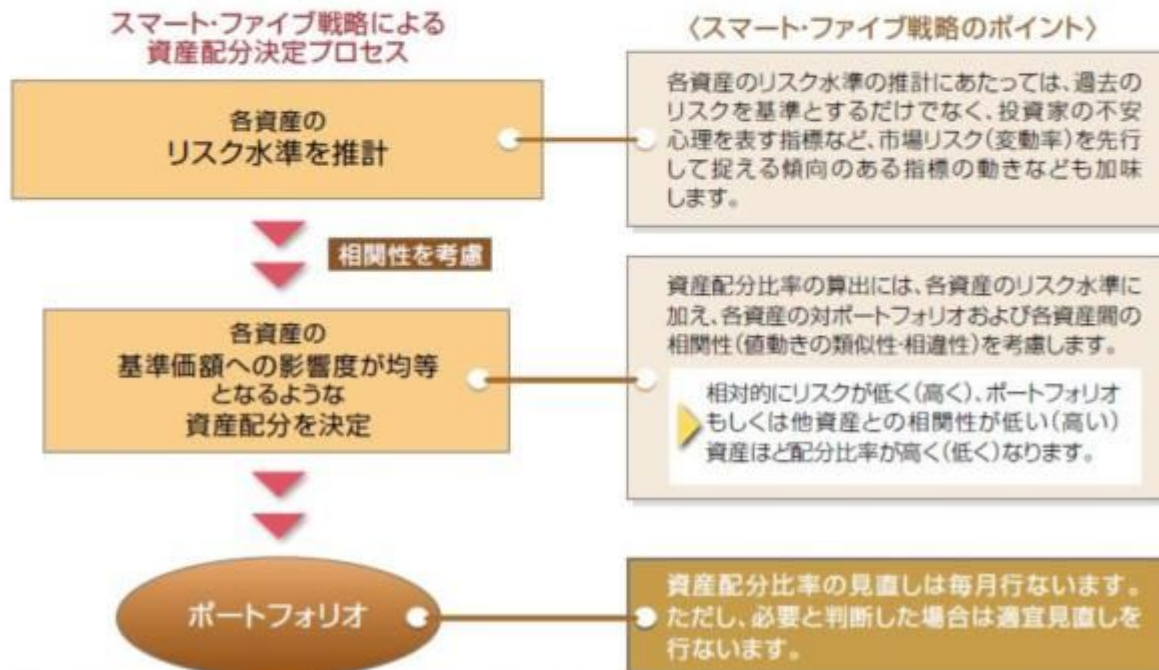 スマート・ファイブ戦略による
資産配分決定プロセス
〈スマート・ファイブ戦略のポイント〉
各資産の
リスク水準を推計
各資産のリスク水準の推計にあたっては、過去の
リスクを基準とするだけでなく、投資家の不安
心理を表す指標など、市場リスク(変動率)を先行
して捉える傾向のある指標の動きなども加味
します。
相関性を考慮
各資産の
基準価額への影響度が均等
となるような
資産配分を決定
資産配分比率の算出には、各資産のリスク水準に
加え、各資産の対ポートフォリオおよび各資産間の
相関性(値動きの類似性・相違性)を考慮します。
相対的にリスクが低く(高く)、ポートフォリオ
もしくは他資産との相関性が低い(高い)
資産ほど配分比率が高く(低く)なります。
ポートフォリオ
資産配分比率の見直しは毎月行ないます。
ただし、必要と判断した場合は適宜見直しを
行ないます。